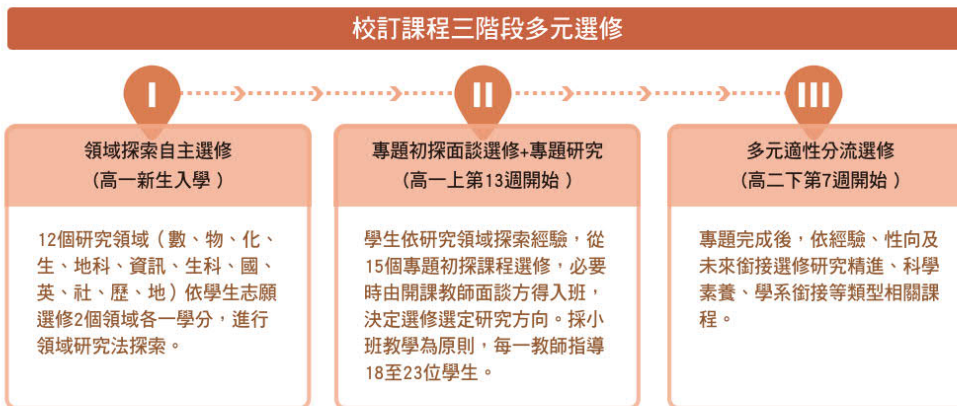 校訂課程三階段多元選修
I
II
III
領域探索自主選修
(高一新生入學)
12個研究領域(數、物、化、
生、地科、資訊、生科、國、
英、社、歷、地)依學生志願
選修2個領域各一學分,進行
領域研究法探索。
專題初探面談選修+專題研究
(高一上第13週開始)
學生依研究領域探索經驗,從
15個專題初探課程選修,必要
時由開課教師面談方得入班,
決定選修選定研究方向。採小
班教學為原則,每一教師指導
18至23位學生。
多元適性分流選修
(高二下第7週開始)
專題完成後,依經驗、性向及
未來銜接選修研究精進、科學
素養、學系銜接等類型相關課
程。